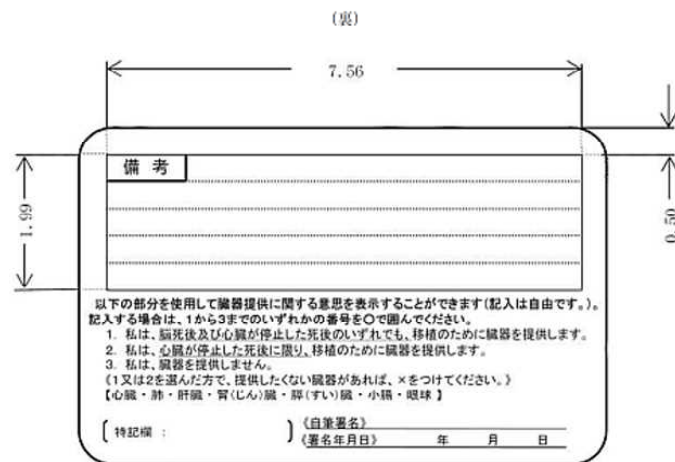 (裏)
7.56
備考
1.99
0.50
以下の部分を使用して臓器提供に関する意思を表示することができます(記入は自由です。)。
記入する場合は、1から3までのいずれかの番号を○で囲んでください。
1. 私は、脳死後及び心臓が停止した死後のいずれでも、移植のために臓器を提供します。
2. 私は、心臓が停止した死後に限り、移植のために臓器を提供します。
3. 私は、臓器を提供しません。
《1又は2を選んだ方で、提供したくない臓器があれば、×をつけてください。》
【心臓・肺・肝臓・腎(じん)臓・膵(すい)臓・小腸・眼球】
〔特記欄：　　　〕《自筆署名》
《署名年月日》　年　月　日